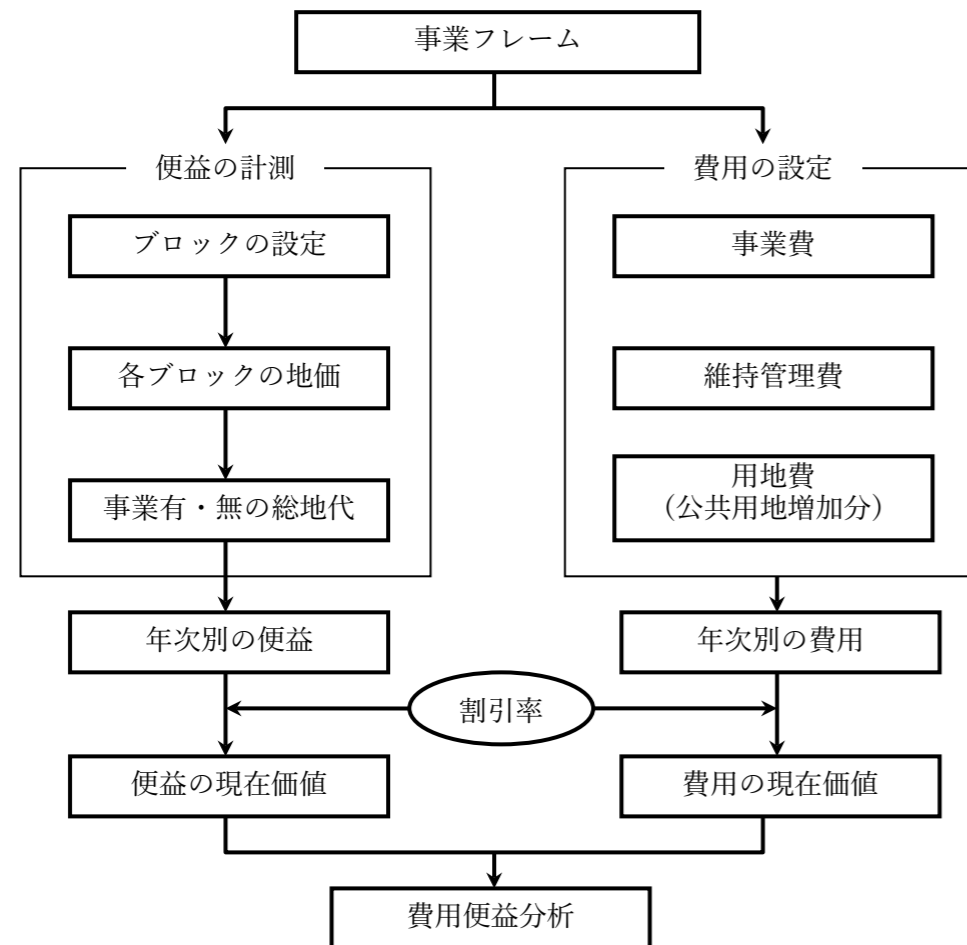 事業フレーム
便益の計測
ブロックの設定
各ブロックの地価
事業有・無の総地代
費用の設定
事業費
維持管理費
用地費
（公共用地増加分）
年次別の便益
年次別の費用
割引率
便益の現在価値
費用の現在価値
費用便益分析